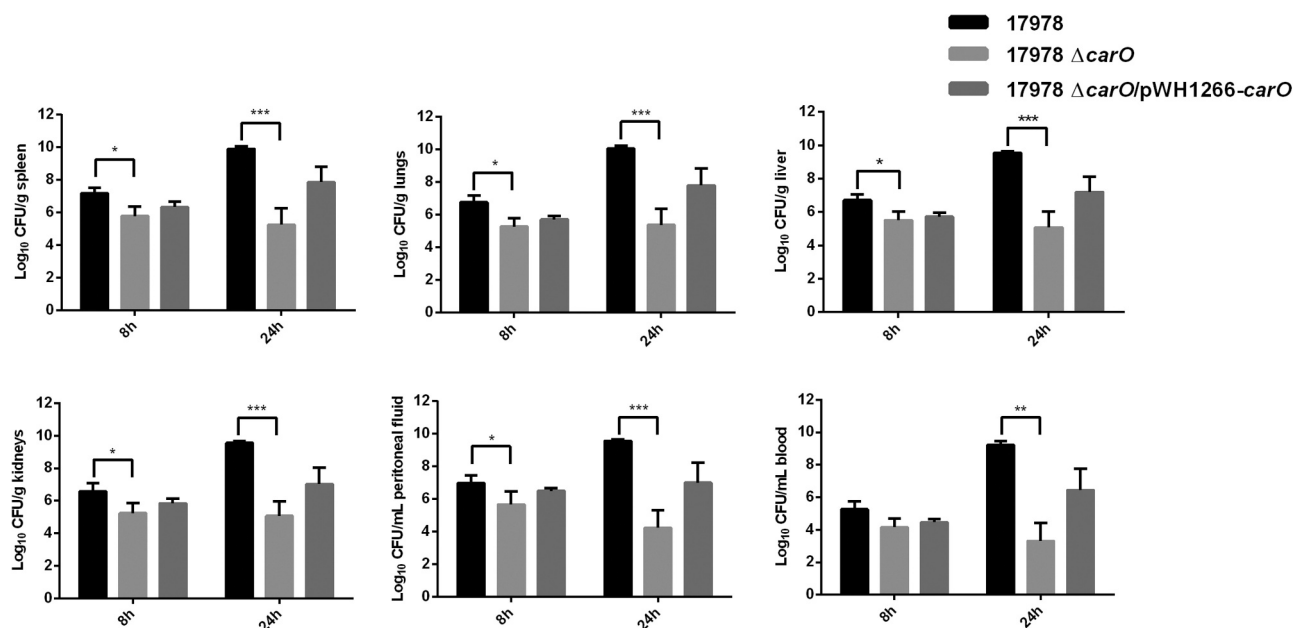 17978
17978 ΔcarO
17978 ΔcarO/pWH1266-carO
Log₁₀ CFU/g spleen
12
10
8
6
4
2
0
*
***
8h
24h
Log₁₀ CFU/g lungs
12
10
8
6
4
2
0
*
***
8h
24h
Log₁₀ CFU/g liver
12
10
8
6
4
2
0
*
***
8h
24h
Log₁₀ CFU/g kidneys
12
10
8
6
4
2
0
*
***
8h
24h
Log₁₀ CFU/mL peritoneal fluid
12
10
8
6
4
2
0
*
***
8h
24h
Log₁₀ CFU/mL blood
12
10
8
6
4
2
0
**
8h
24h